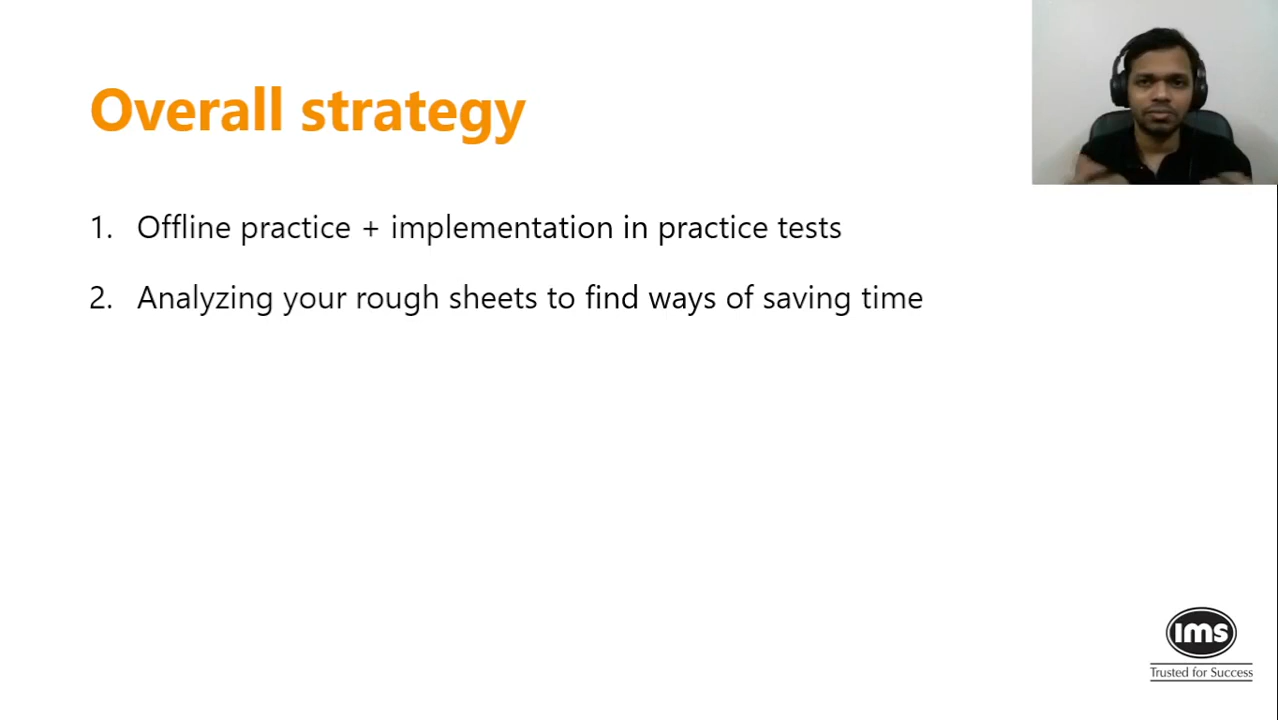 Overall strategy
1. Offline practice + implementation in practice tests
2. Analyzing your rough sheets to find ways of saving time
ims
Trusted for Success